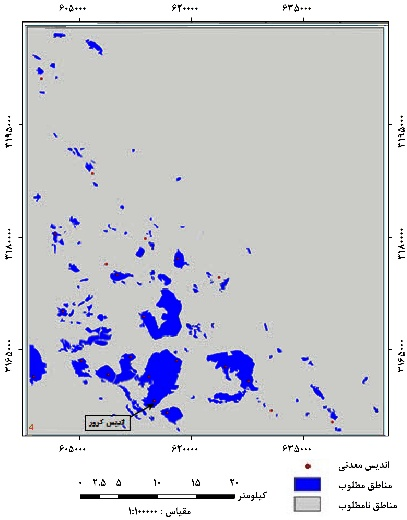 ۶۰۵۰۰۰ ۶۲۰۰۰۰ ۶۳۵۰۰۰
۳۱۹۵۰۰۰ ۳۱۹۵۰۰۰
۳۱۸۰۰۰۰ ۳۱۸۰۰۰۰
۳۱۶۵۰۰۰ ۳۱۶۵۰۰۰
اندیس کرور
4
۶۰۵۰۰۰ ۶۲۰۰۰۰ ۶۳۵۰۰۰
اندیس معدنی
مناطق مطلوب
مناطق نامطلوب
۰ ۲.۵ ۵ ۱۰ ۱۵ ۲۰
کیلومتر
مقیاس : ۱:۱۰۰۰۰۰